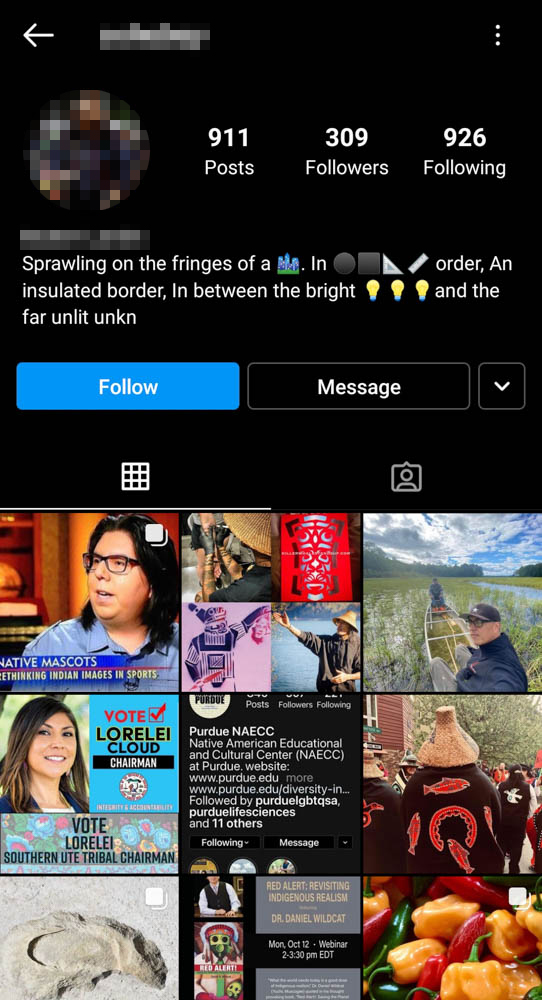 911
309
926
Posts
Followers
Following
Sprawling on the fringes of a 🏙️. In ⚫⬛📐📏 order, An
insulated border, In between the bright 💡💡💡and the
far unlit unkn
Follow
Message
NATIVE MASCOTS
RETHINKING INDIAN IMAGES IN SPORTS
VOTE
LORELEI
CLOUD
CHAIRMAN
INTEGRITY & ACCOUNTABILITY
VOTE
LORELEI
SOUTHERN UTE TRIBAL CHAIRMAN
PURDUE
Posts Followers Following
Purdue NAECC
Native American Educational
and Cultural Center (NAECC)
at Purdue. website:
www.purdue.edu more
www.purdue.edu/diversity-in...
Followed by purduelgbtqsa,
purduelifesciences
and 11 others
Following
Message
RED ALERT!
RED ALERT: REVISITING
INDIGENOUS REALISM
DR. DANIEL WILDCAT
Mon, Oct 12 · Webinar
2-3:30 pm EDT